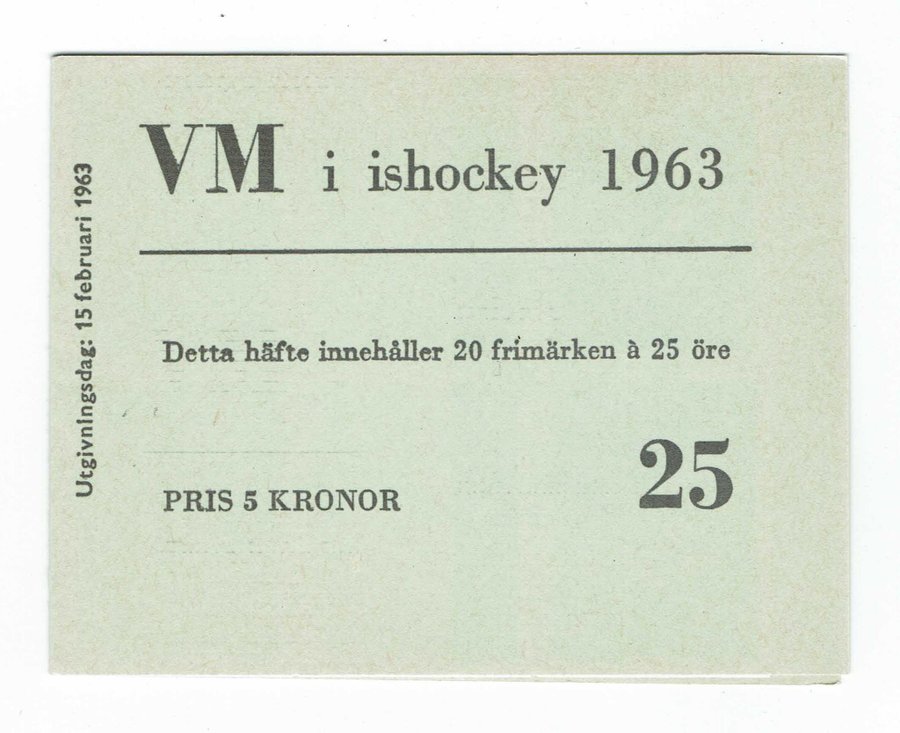 VM i ishockey 1963
Utgivningsdag: 15 februari 1963
Detta häfte innehåller 20 frimärken à 25 öre
25
PRIS 5 KRONOR